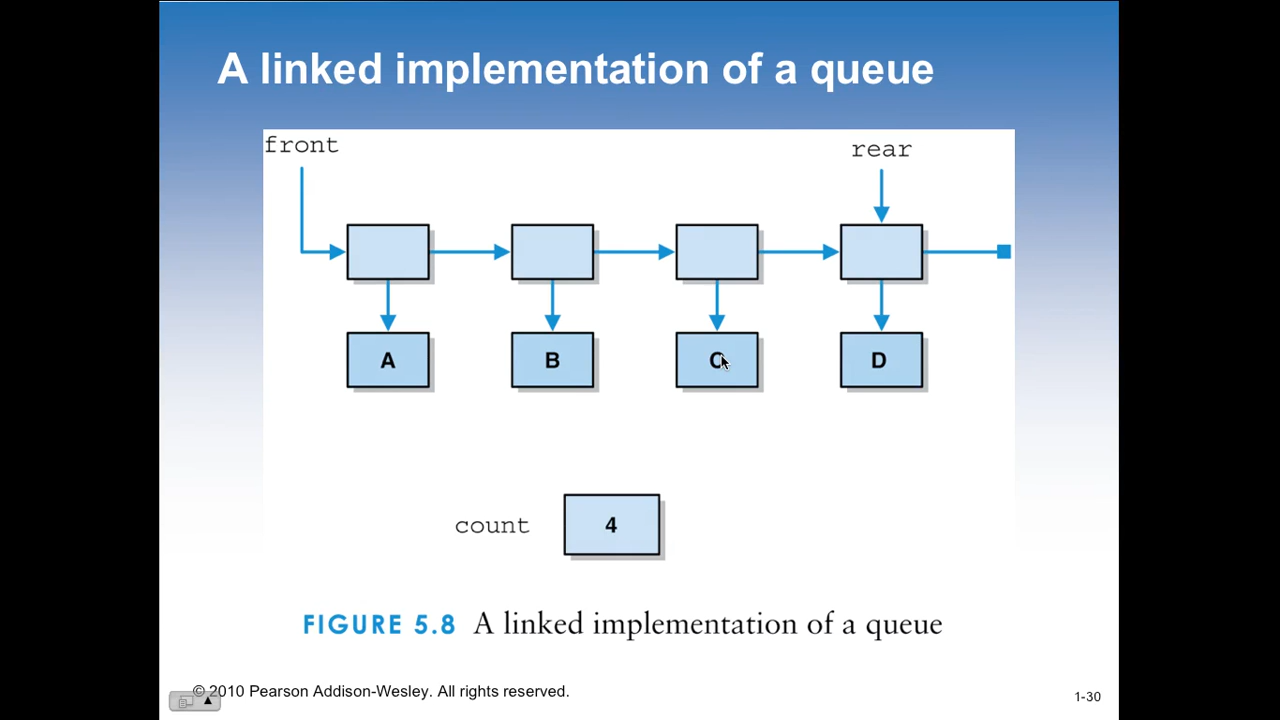 A linked implementation of a queue
front
rear
A B C D
count 4
FIGURE 5.8 A linked implementation of a queue
© 2010 Pearson Addison-Wesley. All rights reserved.
1-30